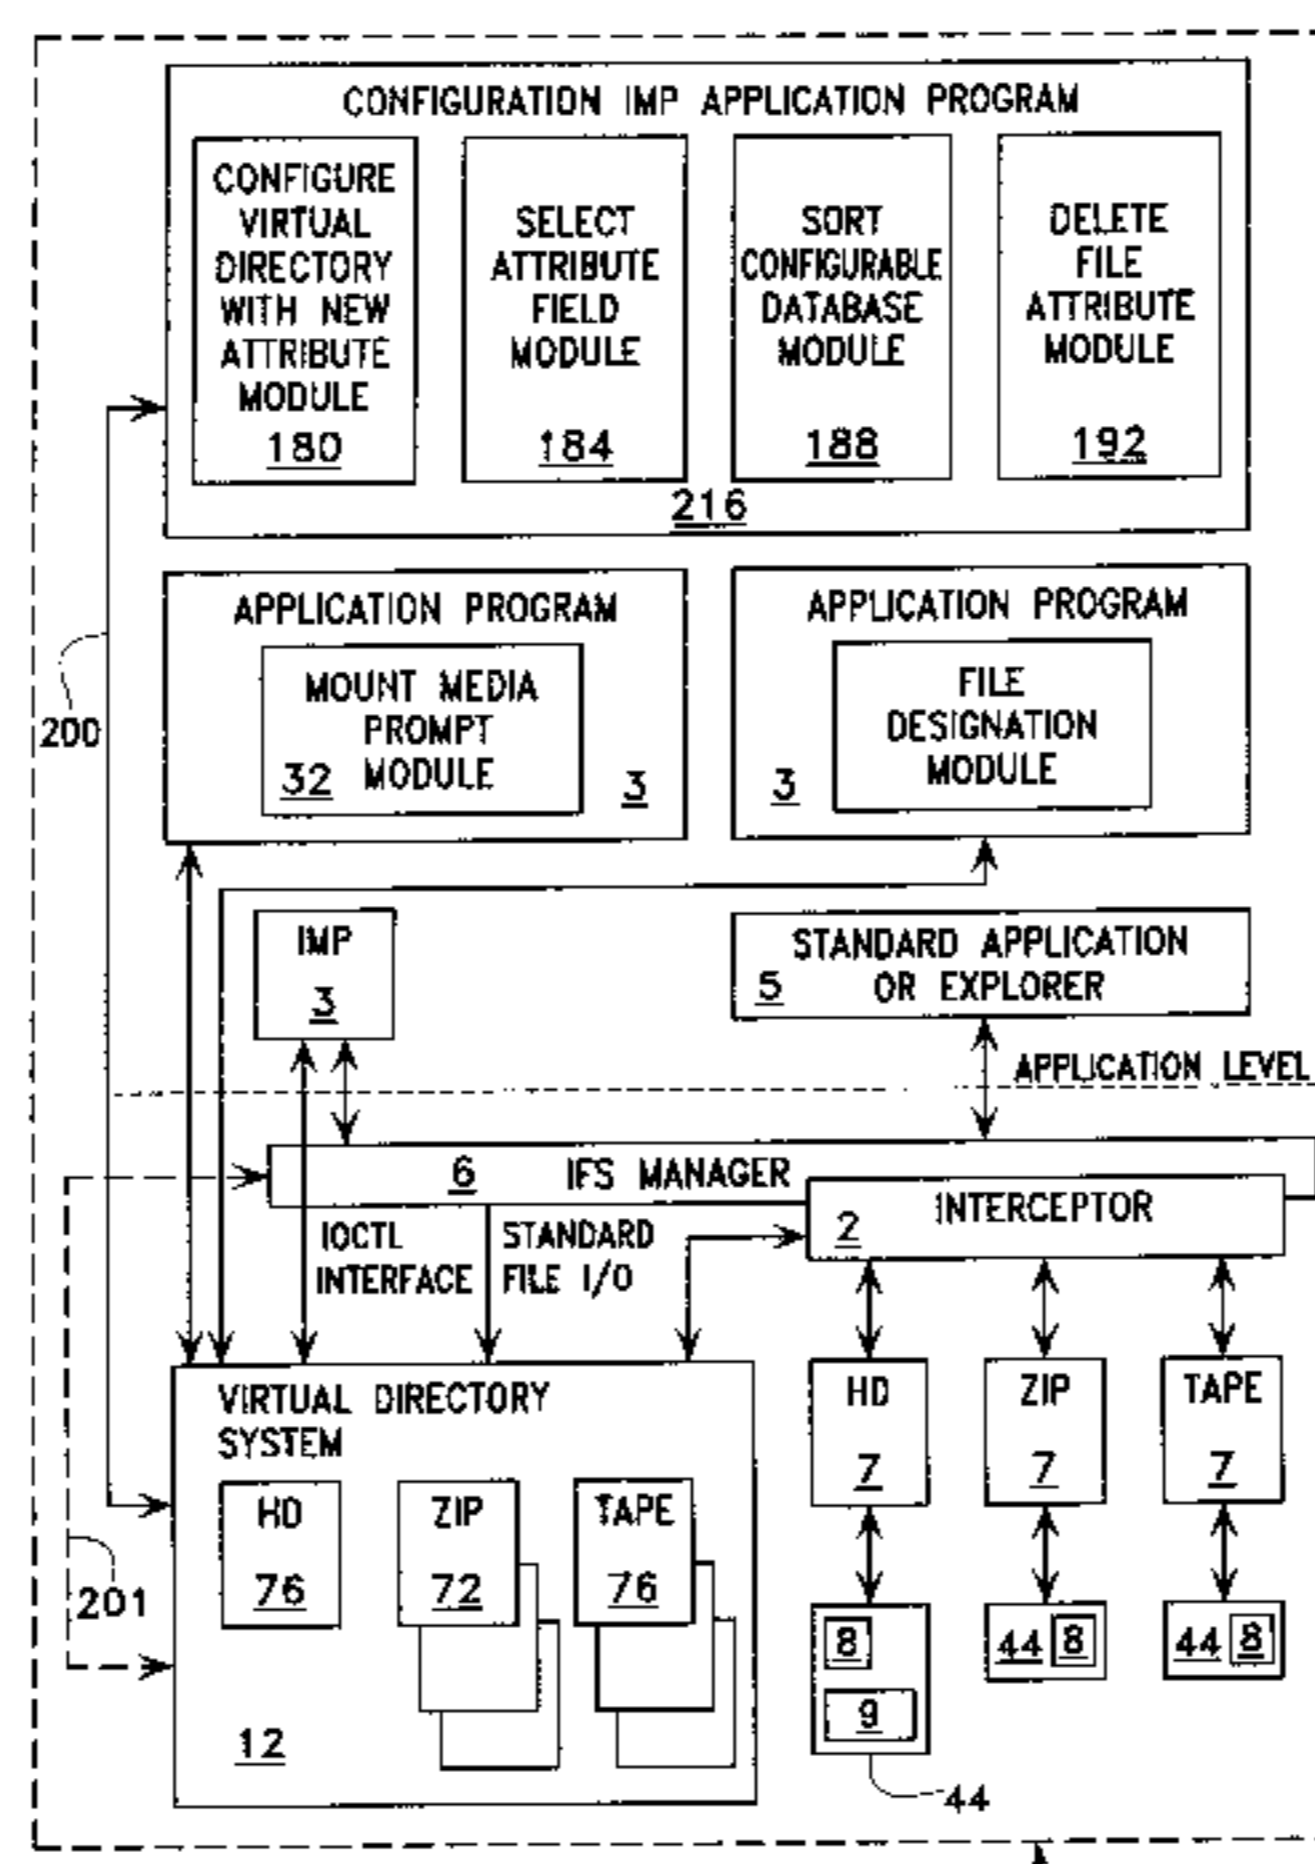 CONFIGURATION IMP APPLICATION PROGRAM
CONFIGURE
VIRTUAL
DIRECTORY
WITH NEW
ATTRIBUTE
MODULE
180
SELECT
ATTRIBUTE
FIELD
MODULE
184
SORT
CONFIGURABLE
DATABASE
MODULE
188
DELETE
FILE
ATTRIBUTE
MODULE
192
216
APPLICATION PROGRAM
MOUNT MEDIA
PROMPT
MODULE
32
3
APPLICATION PROGRAM
FILE
DESIGNATION
MODULE
3
200
IMP
3
STANDARD APPLICATION
OR EXPLORER
5
APPLICATION LEVEL
6 IFS MANAGER
INTERCEPTOR
2
IOCTL
INTERFACE
STANDARD
FILE I/O
VIRTUAL DIRECTORY
SYSTEM
HD
76
ZIP
72
TAPE
76
12
201
HD
7
ZIP
7
TAPE
7
8
9
44
44 8
44 8